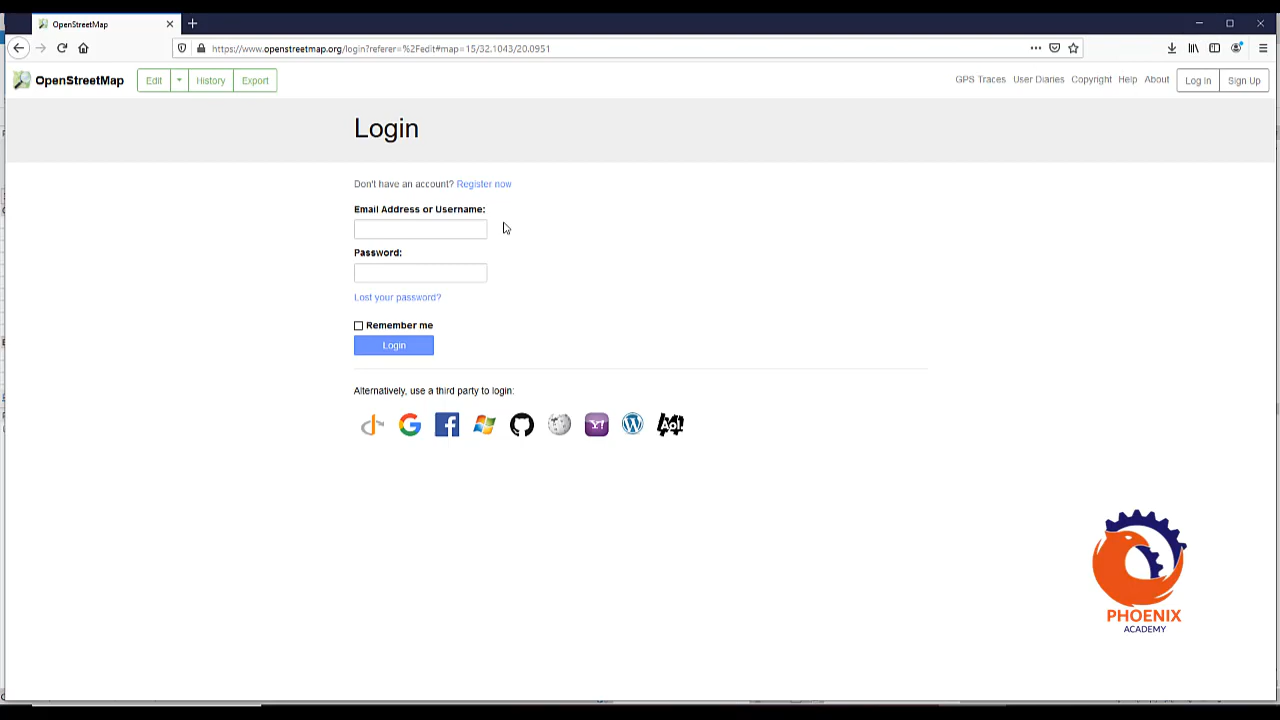 OpenStreetMap
https://www.openstreetmap.org/login?referer=%2Fedit#map=15/32.1043/20.0951
OpenStreetMap Edit History Export GPS Traces User Diaries Copyright Help About Log In Sign Up
Login
Don't have an account? Register now
Email Address or Username:
Password:
Lost your password?
Remember me
Login
Alternatively, use a third party to login:
Y!
Aol.
PHOENIX
ACADEMY